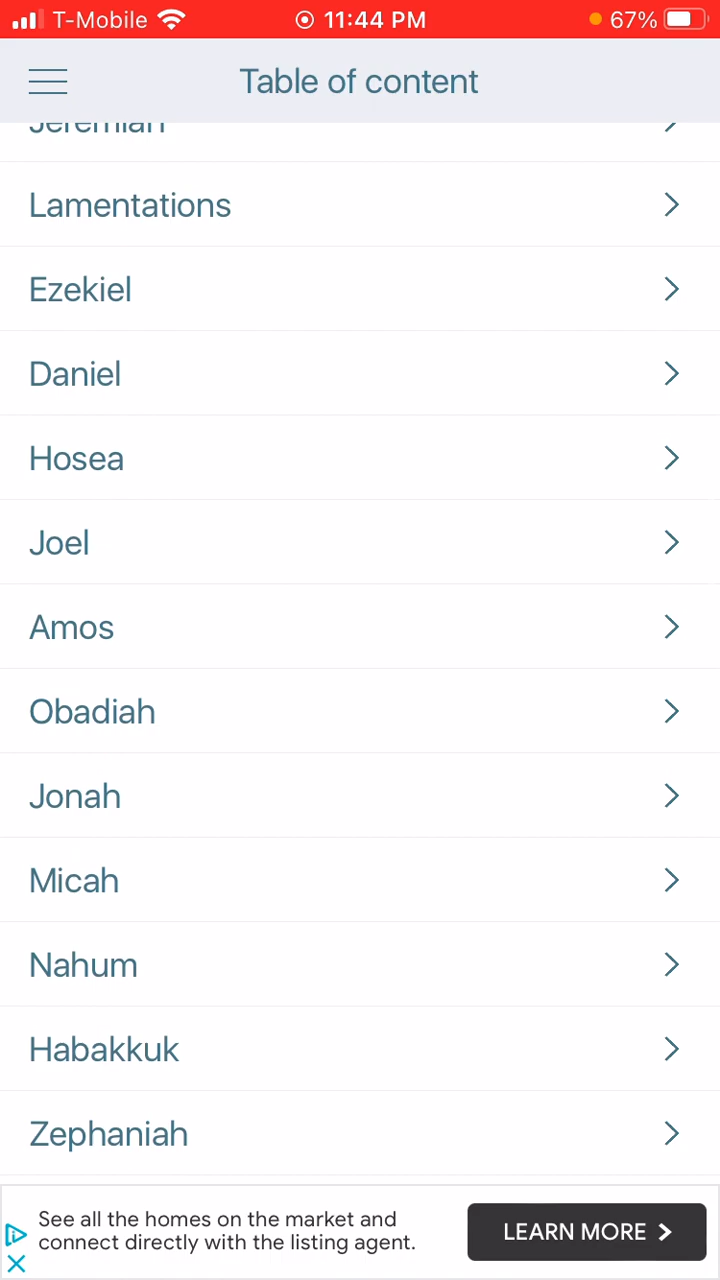 T-Mobile 11:44 PM 67%
Table of content
Jeremiah
Lamentations
Ezekiel
Daniel
Hosea
Joel
Amos
Obadiah
Jonah
Micah
Nahum
Habakkuk
Zephaniah
See all the homes on the market and
connect directly with the listing agent.
LEARN MORE